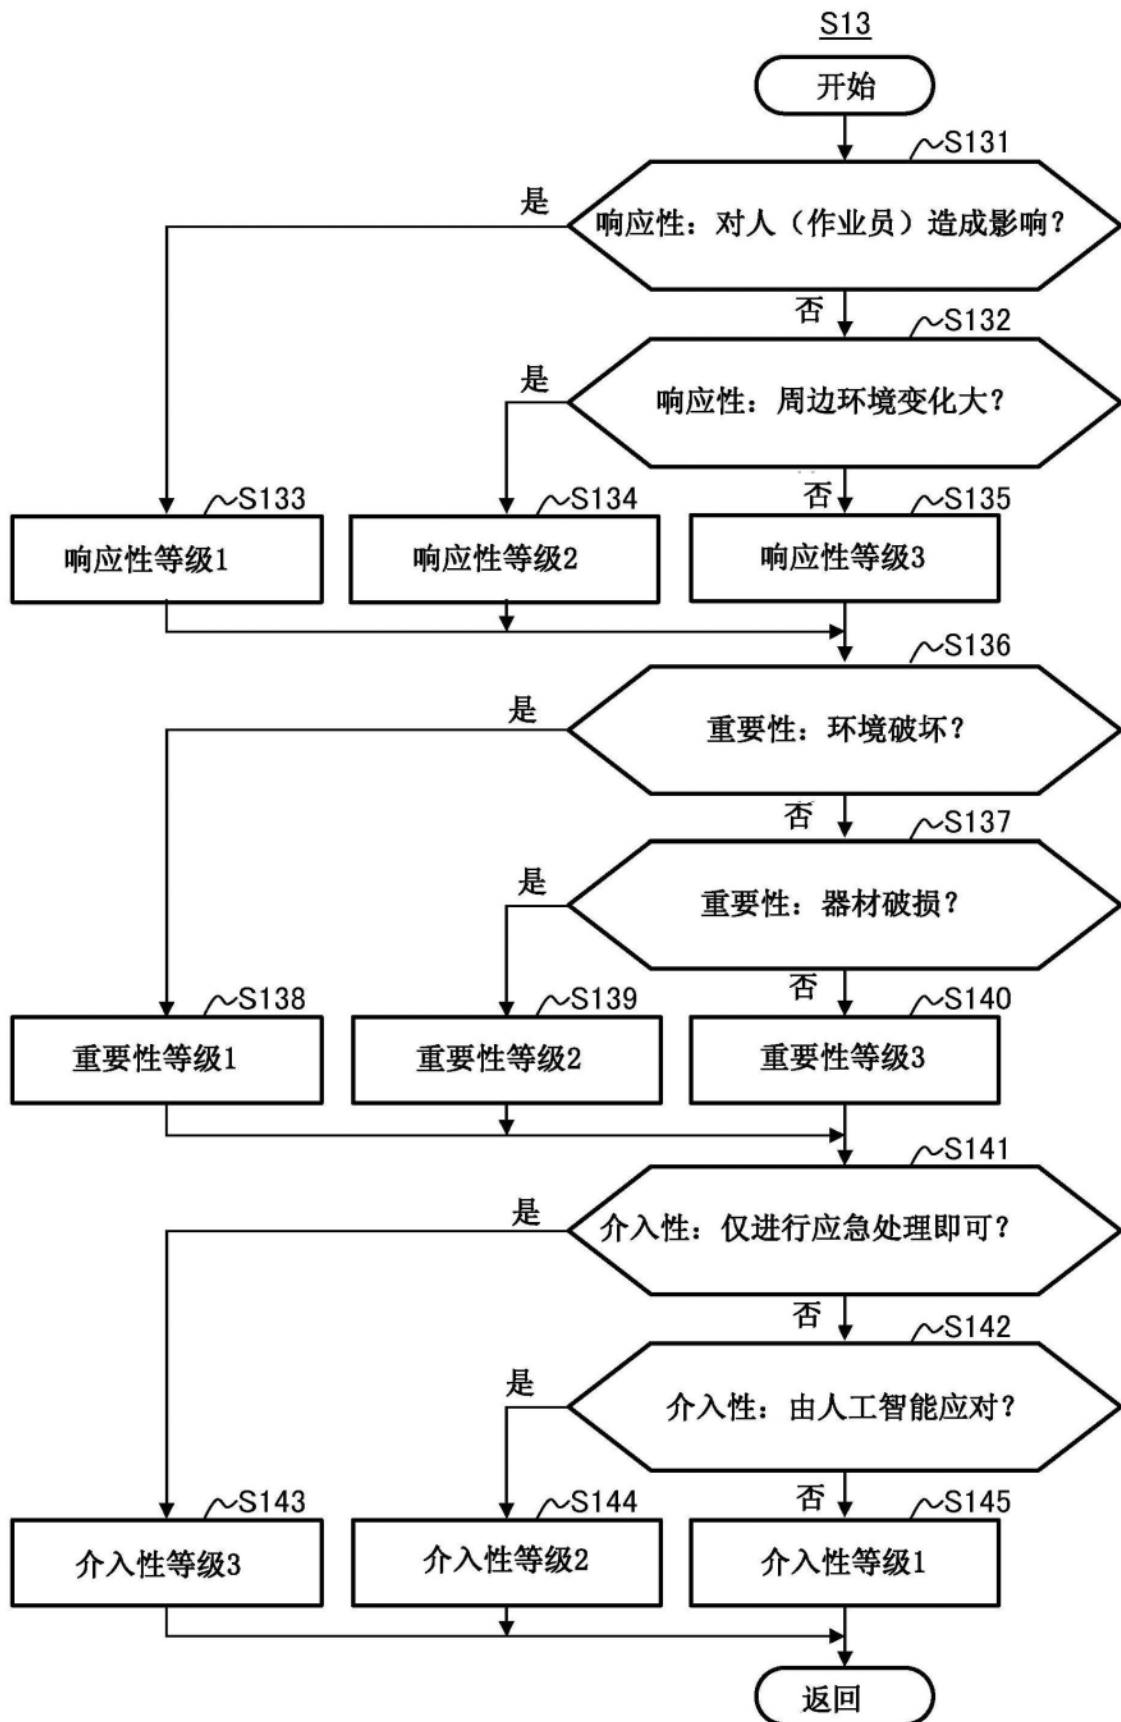 S13
开始
S131
响应性：对人（作业员）造成影响？
是
否
S132
响应性：周边环境变化大？
是
否
S133
响应性等级1
S134
响应性等级2
S135
响应性等级3
S136
重要性：环境破坏？
是
否
S137
重要性：器材破损？
是
否
S138
重要性等级1
S139
重要性等级2
S140
重要性等级3
S141
介入性：仅进行应急处理即可？
是
否
S142
介入性：由人工智能应对？
是
否
S143
介入性等级3
S144
介入性等级2
S145
介入性等级1
返回